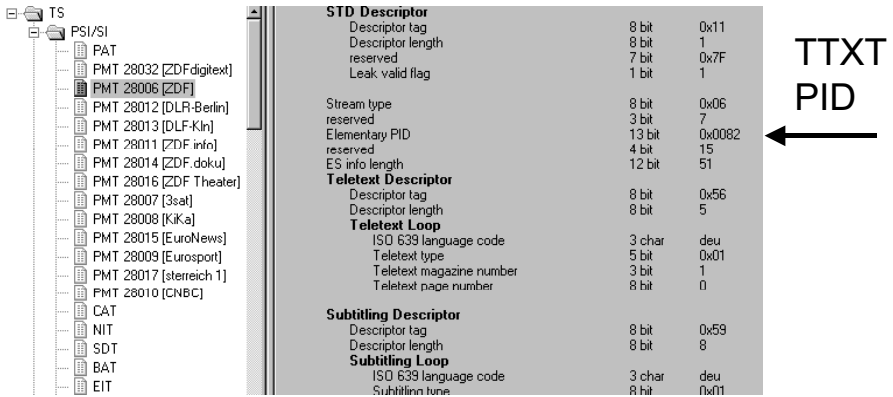 TS
PSI/SI
PAT
PMT 28032 [ZDFdigitext]
PMT 28006 [ZDF]
PMT 28012 [DLR-Berlin]
PMT 28013 [DLF-Kln]
PMT 28011 [ZDF.info]
PMT 28014 [ZDF.doku]
PMT 28016 [ZDF Theater]
PMT 28007 [3sat]
PMT 28008 [KiKa]
PMT 28015 [EuroNews]
PMT 28009 [Eurosport]
PMT 28017 [sterreich 1]
PMT 28010 [CNBC]
CAT
NIT
SDT
BAT
EIT
STD Descriptor
Descriptor tag 8 bit 0x11
Descriptor length 8 bit 1
reserved 7 bit 0x7F
Leak valid flag 1 bit 1
Stream type 8 bit 0x06
reserved 3 bit 7
Elementary PID 13 bit 0x0082
reserved 4 bit 15
ES info length 12 bit 51
Teletext Descriptor
Descriptor tag 8 bit 0x56
Descriptor length 8 bit 5
Teletext Loop
ISO 639 language code 3 char deu
Teletext type 5 bit 0x01
Teletext magazine number 3 bit 1
Teletext page number 8 bit 0
Subtitling Descriptor
Descriptor tag 8 bit 0x59
Descriptor length 8 bit 8
Subtitling Loop
ISO 639 language code 3 char deu
Subtitling type 8 bit 0x01
TTXT
PID